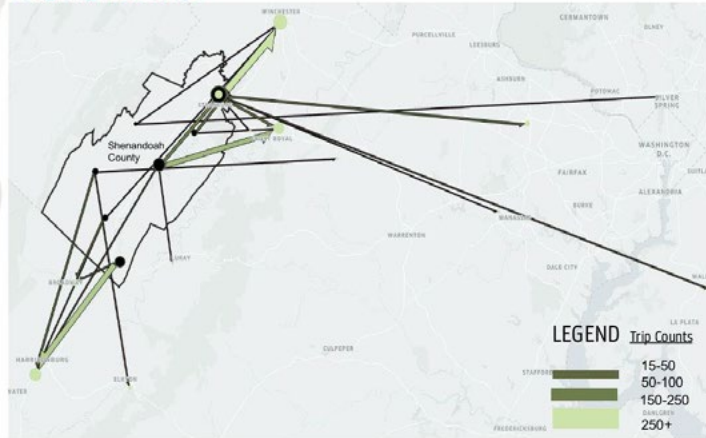 WINCHESTER
GERMANTOWN
OLNEY
PURCELLVILLE
LEESBURG
ASHBURN
POTOMAC
SILVER
SPRING
Shenandoah
County
WASHINGTON
D.C.
FAIRFAX
ALEXANDRIA
BURKE
MANASSAS
WARRENTON
LURAY
DALE CITY
BROADWAY
LA PLATA
LEGEND Trip Counts
HARRISONBURG
CULPEPER
STAFFORD
15-50
50-100
150-250
250+
ELKTON
WATER
DAHLGREN
FREDERICKSBURG